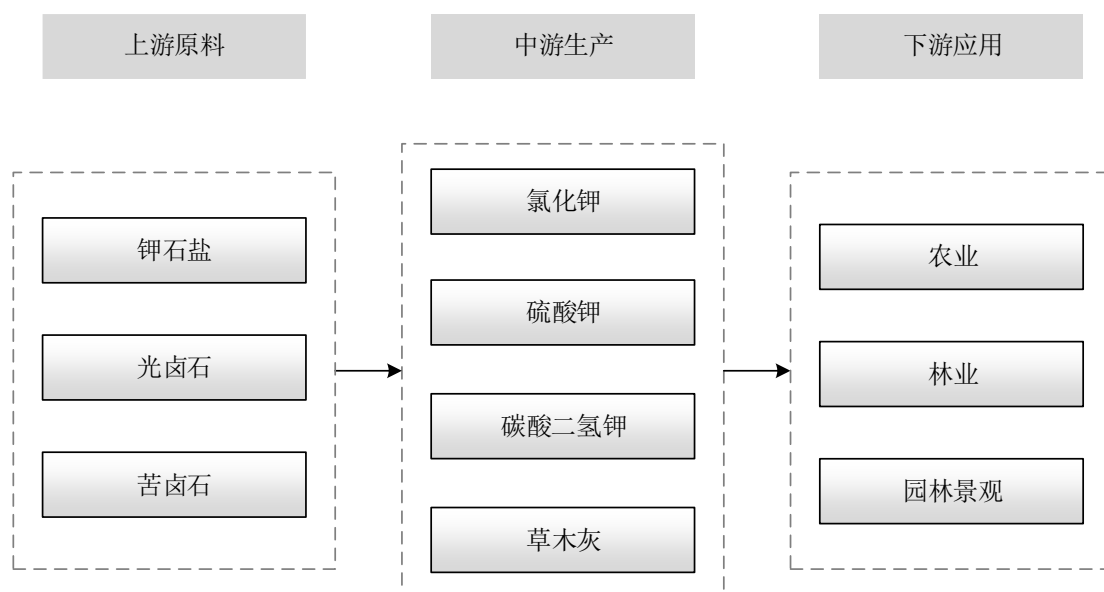 上游原料
中游生产
下游应用
钾石盐
光卤石
苦卤石
氯化钾
硫酸钾
碳酸二氢钾
草木灰
农业
林业
园林景观